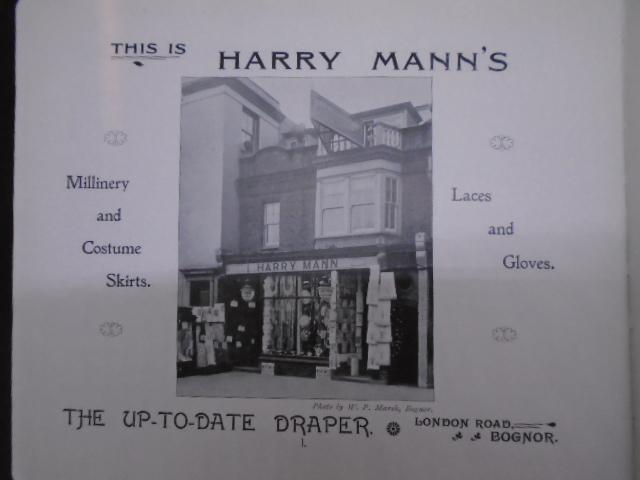 THIS IS HARRY MANN'S
Millinery
and
Costume
Skirts.
Laces
and
Gloves.
HARRY MANN
Photo by W. P. Marsh, Bognor.
THE UP-TO-DATE DRAPER.
LONDON ROAD,
BOGNOR.
1.